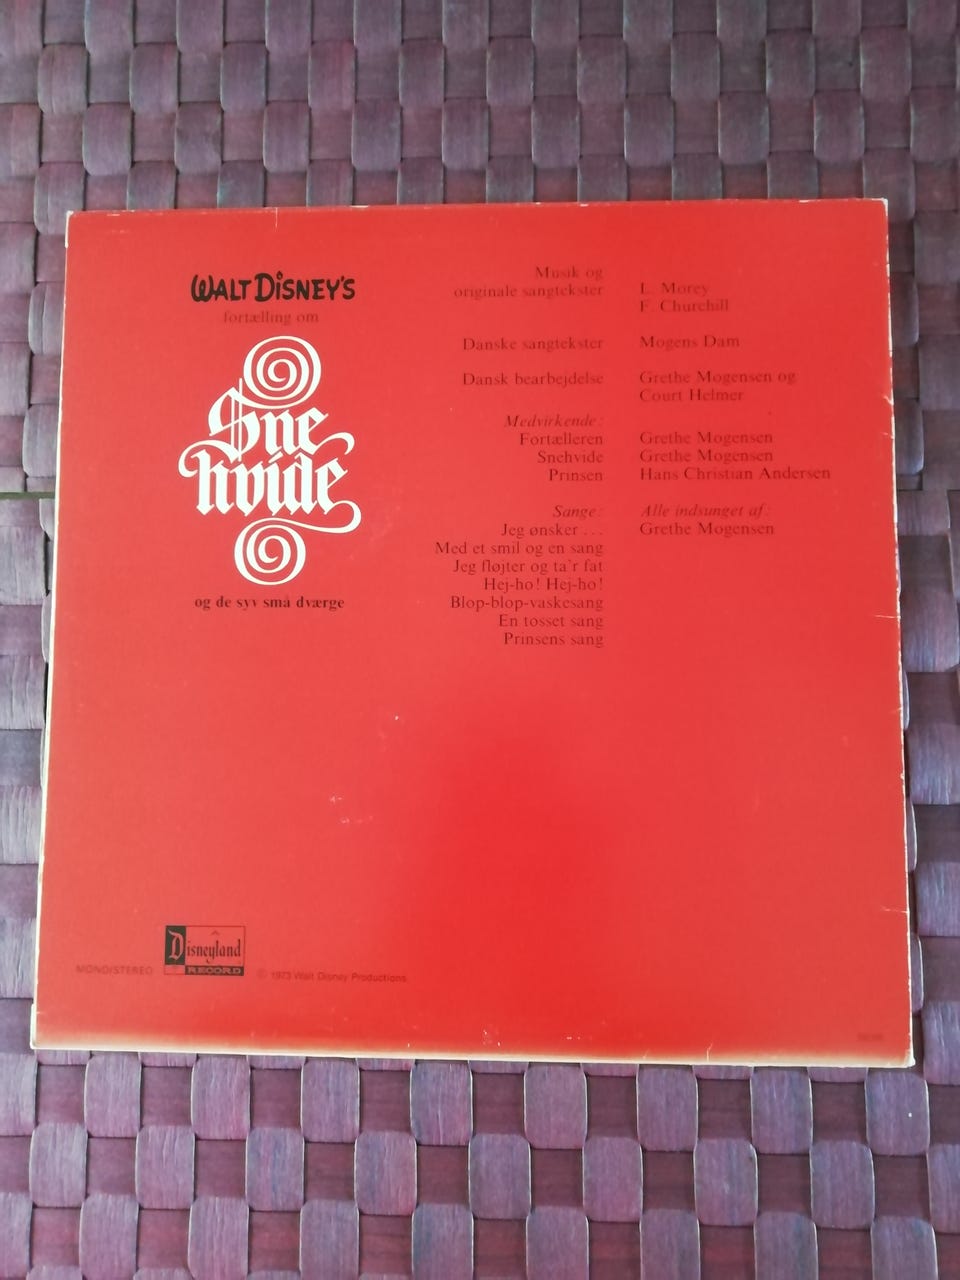 WALT DISNEY'S
fortælling om
Sne
hvide
og de syv små dværge
Musik og
originale sangtekster L. Morey
F. Churchill
Danske sangtekster Mogens Dam
Dansk bearbejdelse Grethe Mogensen og
Court Helmer
Medvirkende:
Fortælleren Grethe Mogensen
Snehvide Grethe Mogensen
Prinsen Hans Christian Andersen
Sange: Alle indsunget af:
Jeg ønsker ... Grethe Mogensen
Med et smil og en sang
Jeg fløjter og ta'r fat
Hej-ho! Hej-ho!
Blop-blop-vaskesang
En tosset sang
Prinsens sang
MONO/STEREO
Disneyland
RECORD
© 1973 Walt Disney Productions